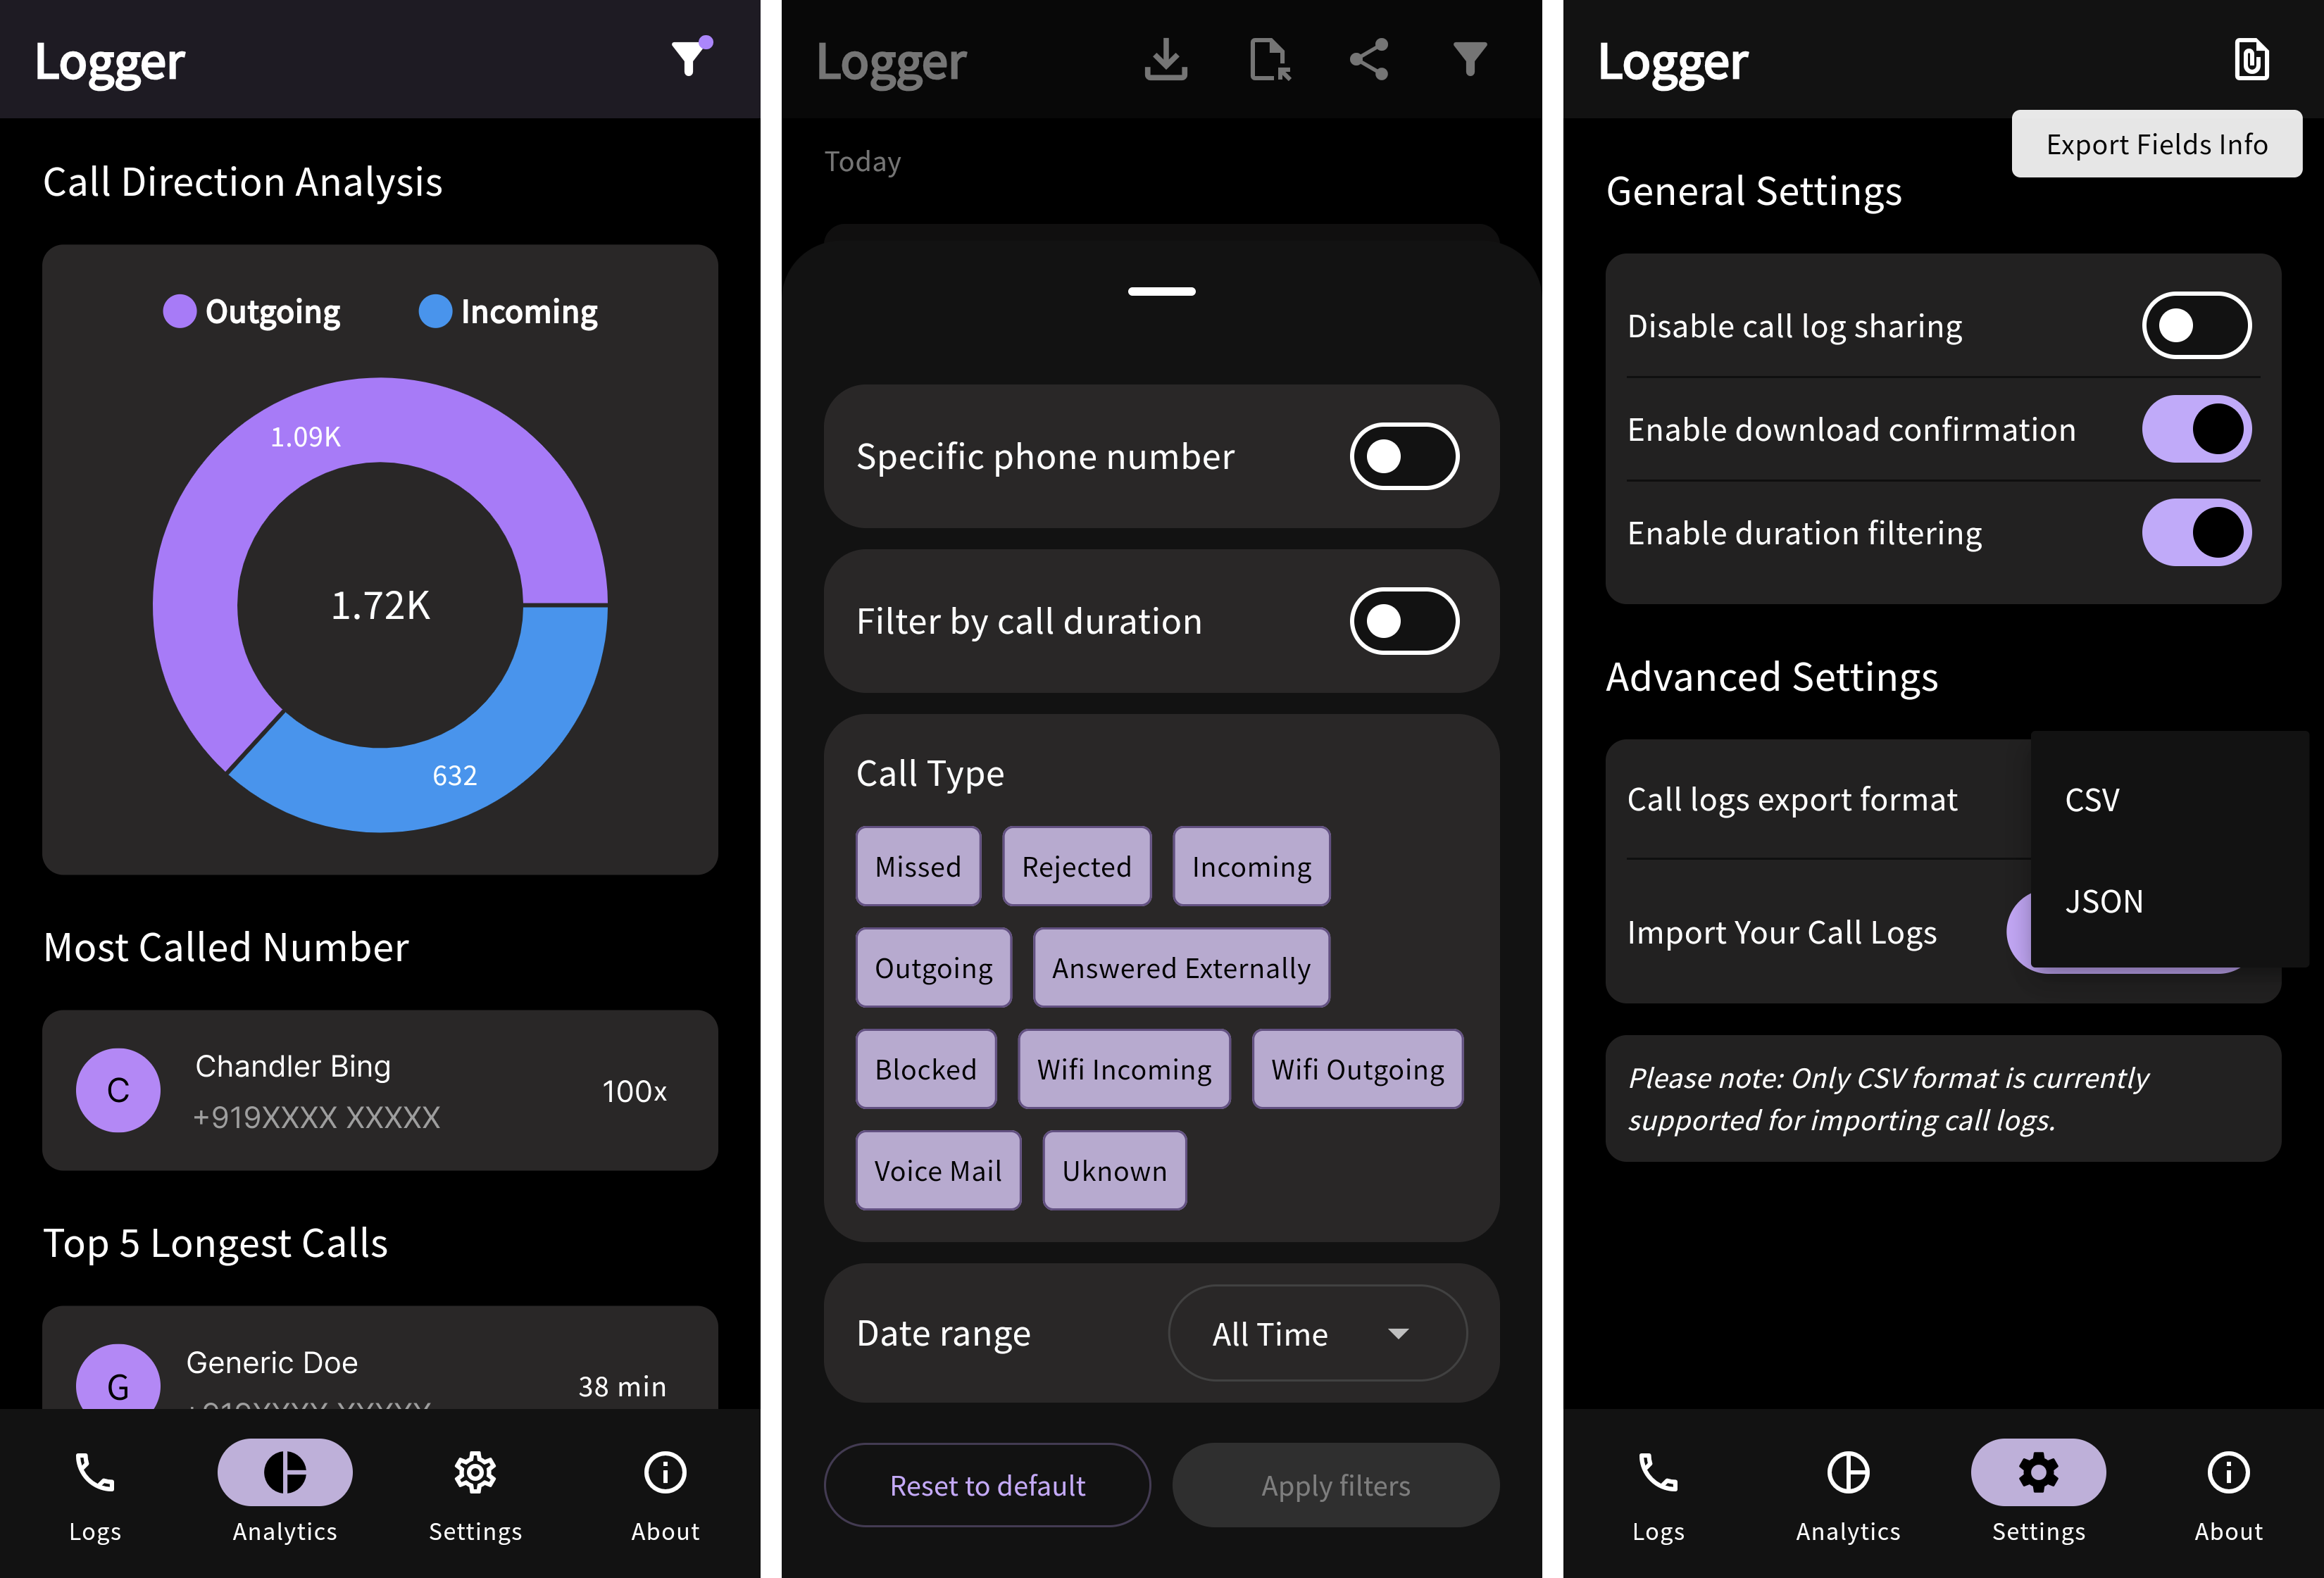 Logger
Call Direction Analysis
Outgoing Incoming
1.09K
1.72K
632
Most Called Number
C
Chandler Bing
+919XXXX XXXXX
100x
Top 5 Longest Calls
G
Generic Doe
38 min
+919XXXX XXXXX
Logs Analytics Settings About
Logger
Today
Specific phone number
Filter by call duration
Call Type
Missed Rejected Incoming
Outgoing Answered Externally
Blocked Wifi Incoming Wifi Outgoing
Voice Mail Uknown
Date range All Time
Reset to default Apply filters
Logger
Export Fields Info
General Settings
Disable call log sharing
Enable download confirmation
Enable duration filtering
Advanced Settings
Call logs export format
CSV
JSON
Import Your Call Logs
Please note: Only CSV format is currently
supported for importing call logs.
Logs Analytics Settings About